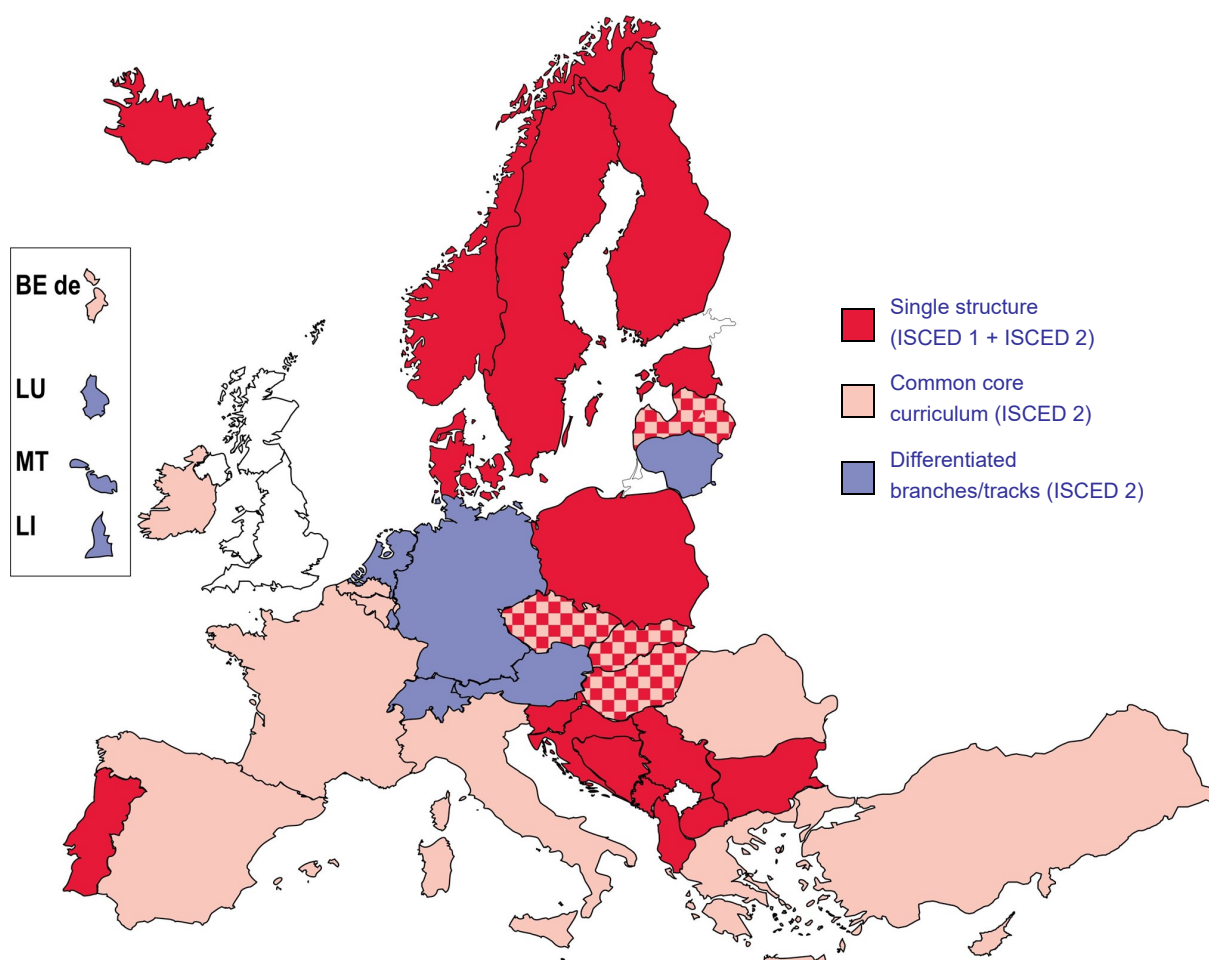 BE de
LU
MT
LI
Single structure
(ISCED 1 + ISCED 2)
Common core
curriculum (ISCED 2)
Differentiated
branches/tracks (ISCED 2)